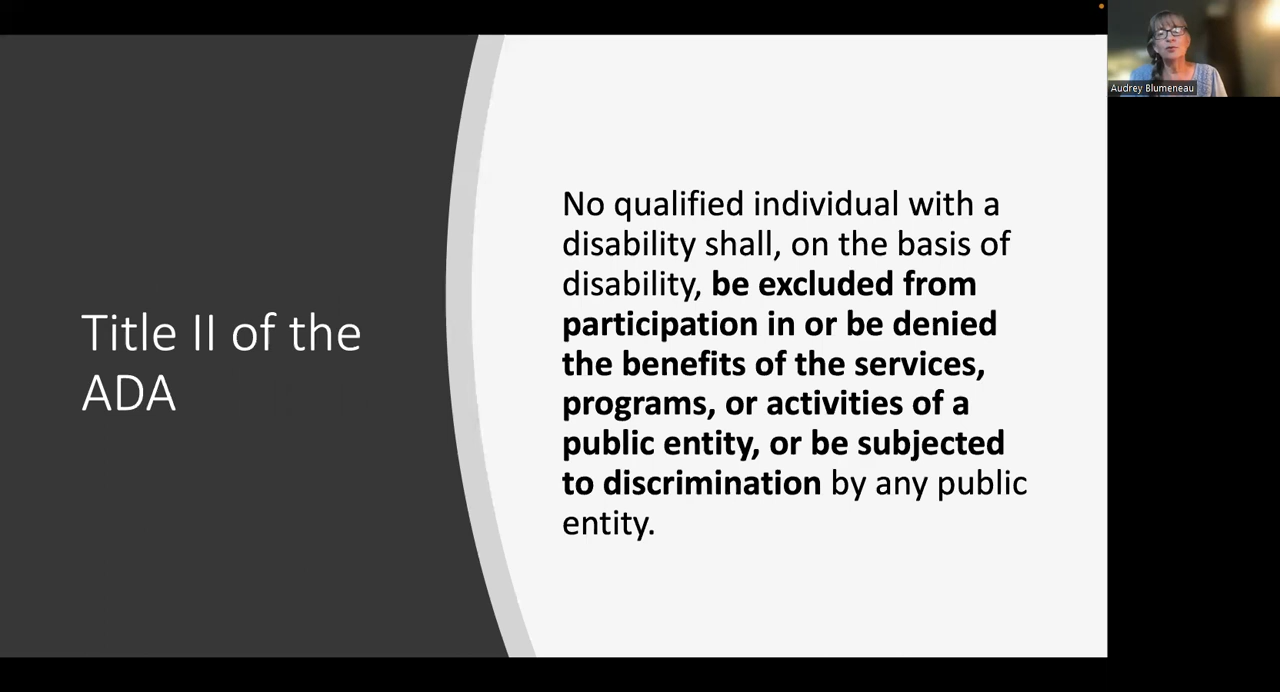 Title II of the
ADA
No qualified individual with a
disability shall, on the basis of
disability, be excluded from
participation in or be denied
the benefits of the services,
programs, or activities of a
public entity, or be subjected
to discrimination by any public
entity.
Audrey Blumeneau